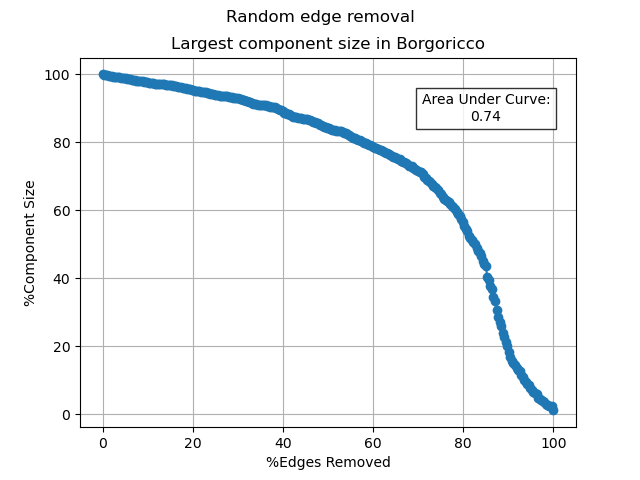 Random edge removal
Largest component size in Borgoricco
100
80
60
40
20
0
%Component Size
Area Under Curve:
0.74
0 20 40 60 80 100
%Edges Removed